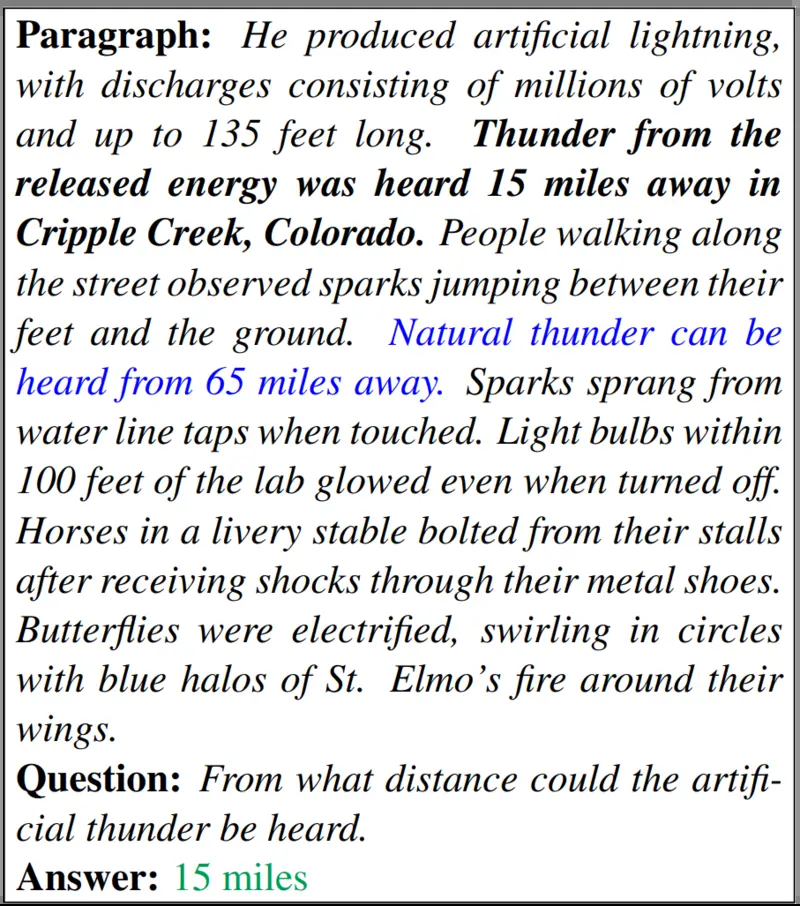 Paragraph: He produced artificial lightning,
with discharges consisting of millions of volts
and up to 135 feet long. Thunder from the
released energy was heard 15 miles away in
Cripple Creek, Colorado. People walking along
the street observed sparks jumping between their
feet and the ground. Natural thunder can be
heard from 65 miles away. Sparks sprang from
water line taps when touched. Light bulbs within
100 feet of the lab glowed even when turned off.
Horses in a livery stable bolted from their stalls
after receiving shocks through their metal shoes.
Butterflies were electrified, swirling in circles
with blue halos of St. Elmo's fire around their
wings.
Question: From what distance could the artifi-
cial thunder be heard.
Answer: 15 miles